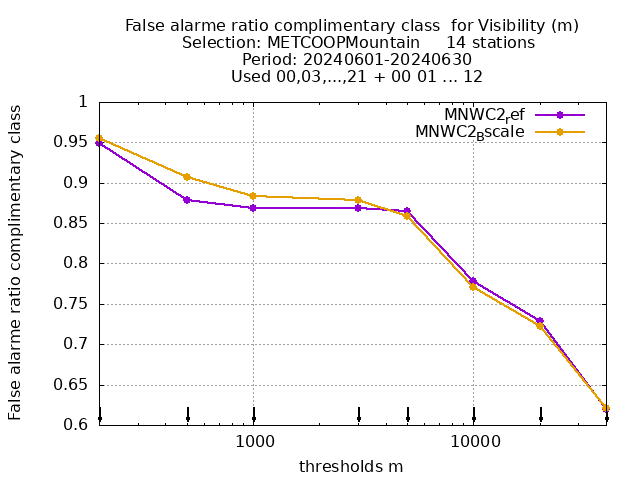 False alarme ratio complimentary class  for Visibility (m)
Selection: METCOOPMountain     14 stations
Period: 20240601-20240630
Used 00,03,...,21 + 00 01 ... 12
MNWC2ref
MNWC2Bscale
False alarme ratio complimentary class
1
0.95
0.9
0.85
0.8
0.75
0.7
0.65
0.6
1000
10000
thresholds m